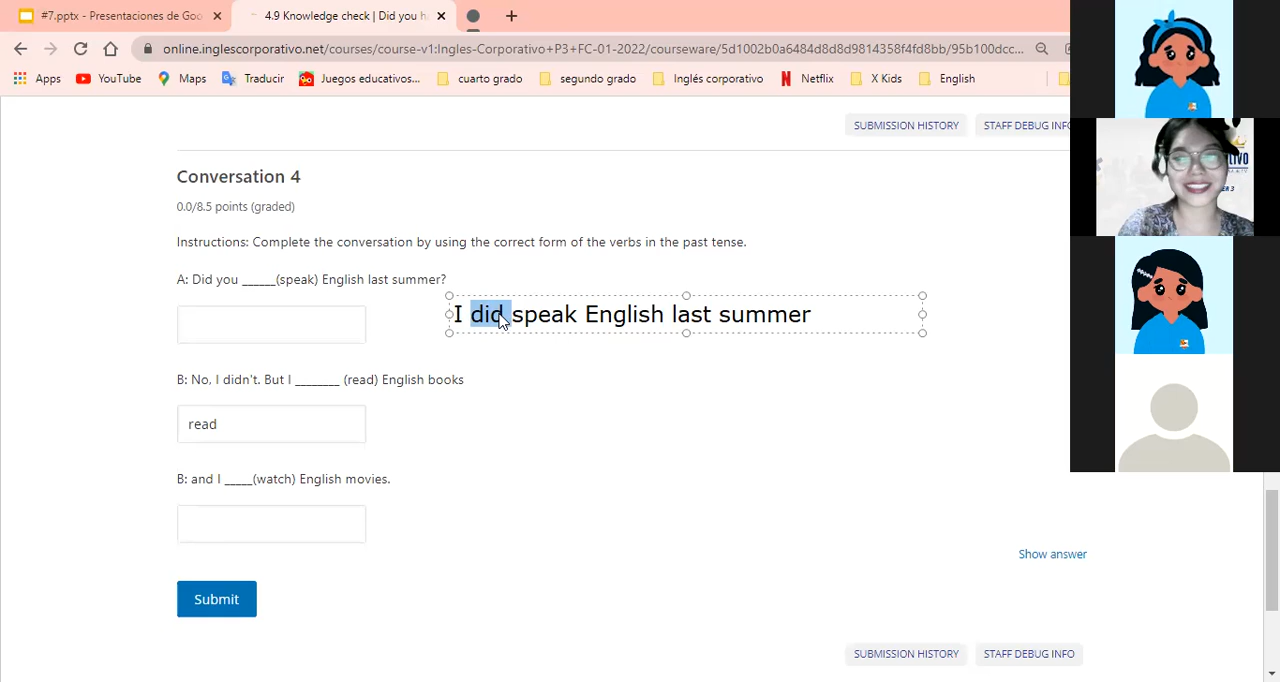 #7.pptx - Presentaciones de Goo
4.9 Knowledge check | Did you h
online.inglescorporativo.net/courses/course-v1:Ingles-Corporativo+P3+FC-01-2022/courseware/5d1002b0a6484d8d8d9814358f4fd8bb/95b100dcc...
Apps YouTube Maps Traducir Juegos educativos... cuarto grado segundo grado Inglés corporativo Netflix X Kids English
SUBMISSION HISTORY STAFF DEBUG INFO
Conversation 4
0.0/8.5 points (graded)
Instructions: Complete the conversation by using the correct form of the verbs in the past tense.
A: Did you ______(speak) English last summer?
I did speak English last summer
B: No, I didn't. But I ________ (read) English books
read
B: and I _____(watch) English movies.
Show answer
Submit
SUBMISSION HISTORY STAFF DEBUG INFO